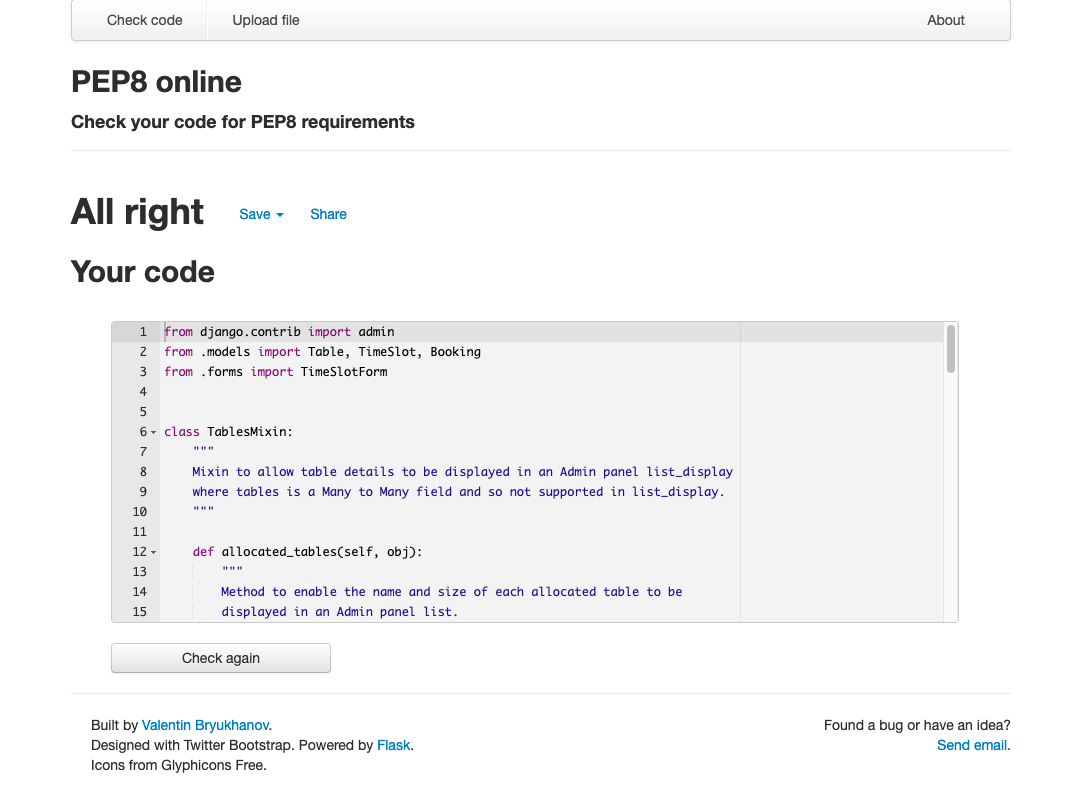 Check code Upload file About
PEP8 online
Check your code for PEP8 requirements
All right Save Share
Your code
1 from django.contrib import admin
2 from .models import Table, TimeSlot, Booking
3 from .forms import TimeSlotForm
4
5
6 class TablesMixin:
7     """
8     Mixin to allow table details to be displayed in an Admin panel list_display
9     where tables is a Many to Many field and so not supported in list_display.
10     """
11
12     def allocated_tables(self, obj):
13         """
14         Method to enable the name and size of each allocated table to be
15         displayed in an Admin panel list.
Check again
Built by Valentin Bryukhanov. Found a bug or have an idea?
Designed with Twitter Bootstrap. Powered by Flask. Send email.
Icons from Glyphicons Free.